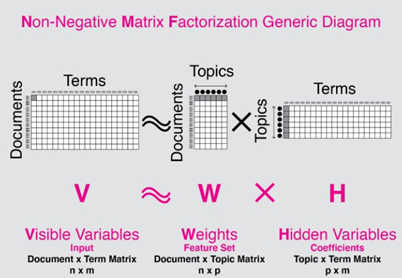 Non-Negative Matrix Factorization Generic Diagram
Terms
Documents
≈
Topics
Documents
×
Terms
Topics
V ≈ W × H
Visible Variables
Input
Document x Term Matrix
n x m
Weights
Feature Set
Document x Topic Matrix
n x p
Hidden Variables
Coefficients
Topic x Term Matrix
p x m